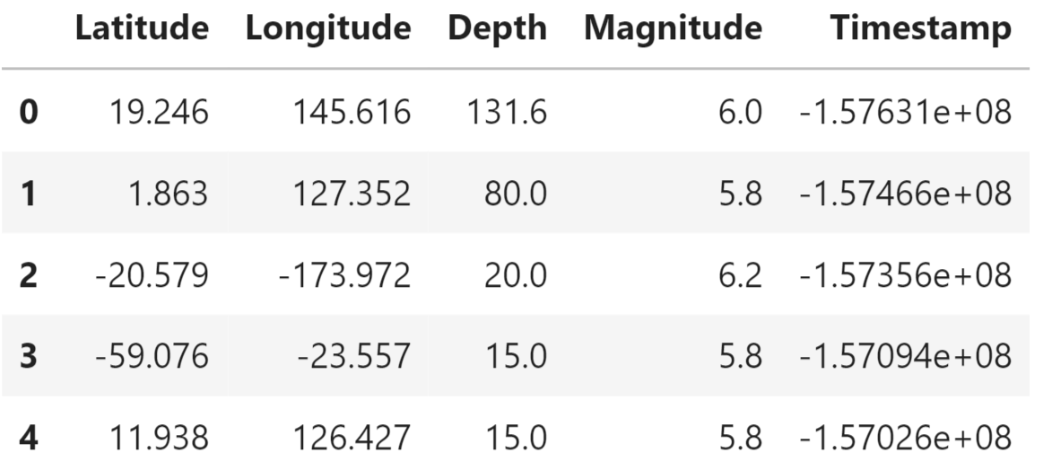 Latitude Longitude Depth Magnitude Timestamp
0 19.246 145.616 131.6 6.0 -1.57631e+08
1 1.863 127.352 80.0 5.8 -1.57466e+08
2 -20.579 -173.972 20.0 6.2 -1.57356e+08
3 -59.076 -23.557 15.0 5.8 -1.57094e+08
4 11.938 126.427 15.0 5.8 -1.57026e+08